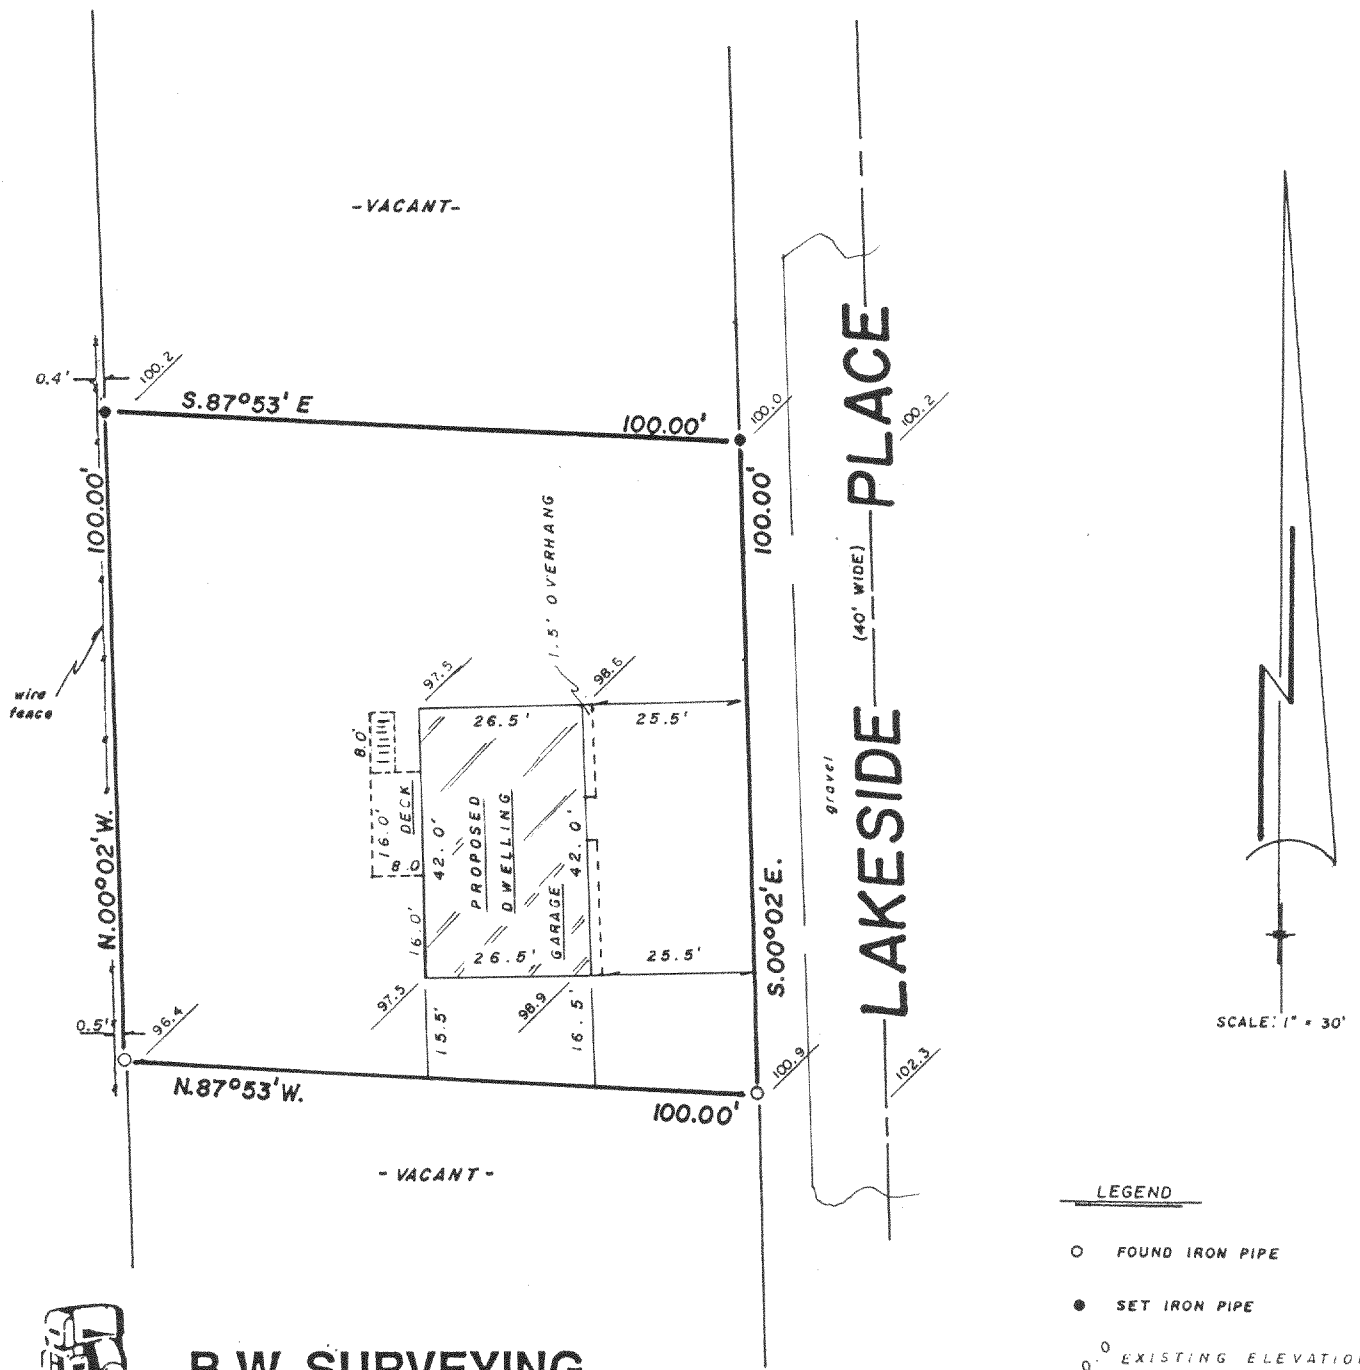 -VACANT-
0.4'
100.2
S.87°53' E
100.00'
100.0
100.2
100.00'
100.00'
LAKESIDE PLACE
(40' WIDE)
gravel
1.5' OVERHANG
wire
fence
97.5
98.6
26.5'
25.5'
8.0'
16.0'
DECK
8.0
42.0'
PROPOSED
DWELLING
42.0'
GARAGE
16.0'
26.5'
25.5'
N.00°02'W.
S.00°02'E.
97.5
98.9
15.5'
16.5'
0.5'
96.4
100.9
102.3
N.87°53'W.
100.00'
-VACANT-
SCALE: 1" = 30'
LEGEND
FOUND IRON PIPE
SET IRON PIPE
0.0 EXISTING ELEVATION
B.W. SURVEYING